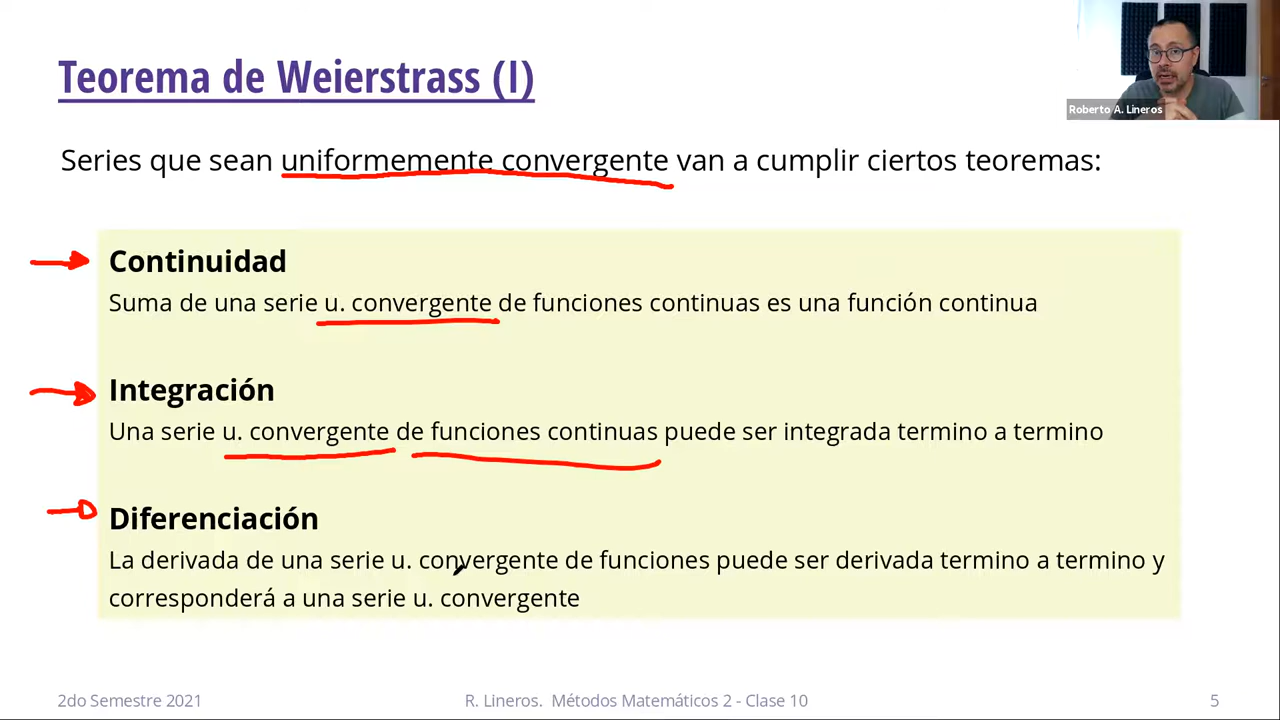 Teorema de Weierstrass (I)
Roberto A. Lineros
Series que sean uniformemente convergente van a cumplir ciertos teoremas:
Continuidad
Suma de una serie u. convergente de funciones continuas es una función continua
Integración
Una serie u. convergente de funciones continuas puede ser integrada termino a termino
Diferenciación
La derivada de una serie u. convergente de funciones puede ser derivada termino a termino y
corresponderá a una serie u. convergente
2do Semestre 2021
R. Lineros. Métodos Matemáticos 2 - Clase 10
5